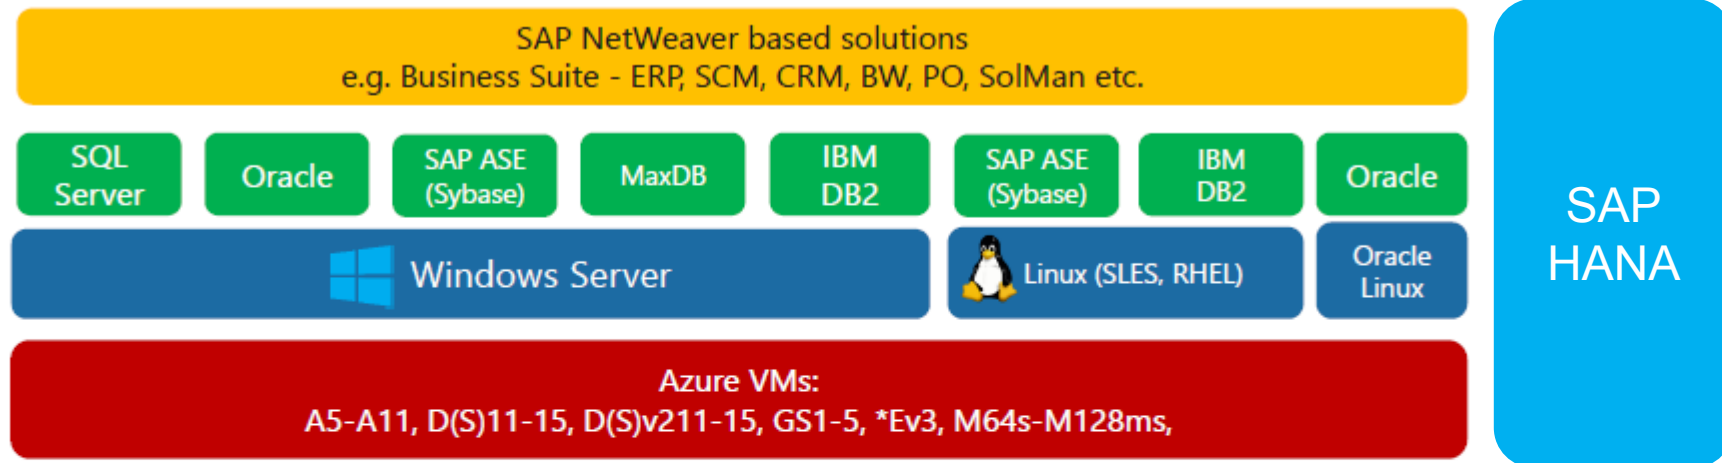 SAP NetWeaver based solutions
e.g. Business Suite - ERP, SCM, CRM, BW, PO, SolMan etc.
SQL
Server
Oracle
SAP ASE
(Sybase)
MaxDB
IBM
DB2
SAP ASE
(Sybase)
IBM
DB2
Oracle
Windows Server
Linux (SLES, RHEL)
Oracle
Linux
Azure VMs:
A5-A11, D(S)11-15, D(S)v211-15, GS1-5, *Ev3, M64s-M128ms,
SAP
HANA